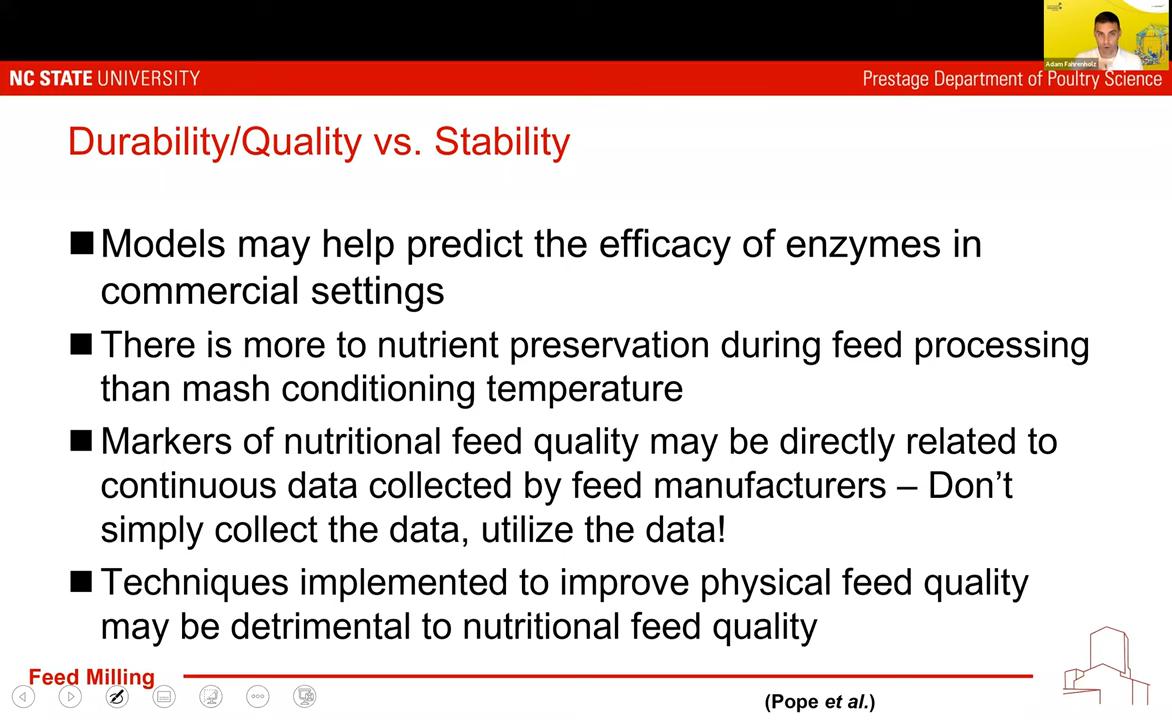 Adam Fahrenholz
NC STATE UNIVERSITY
Prestage Department of Poultry Science
Durability/Quality vs. Stability
Models may help predict the efficacy of enzymes in
commercial settings
There is more to nutrient preservation during feed processing
than mash conditioning temperature
Markers of nutritional feed quality may be directly related to
continuous data collected by feed manufacturers – Don’t
simply collect the data, utilize the data!
Techniques implemented to improve physical feed quality
may be detrimental to nutritional feed quality
Feed Milling
(Pope et al.)